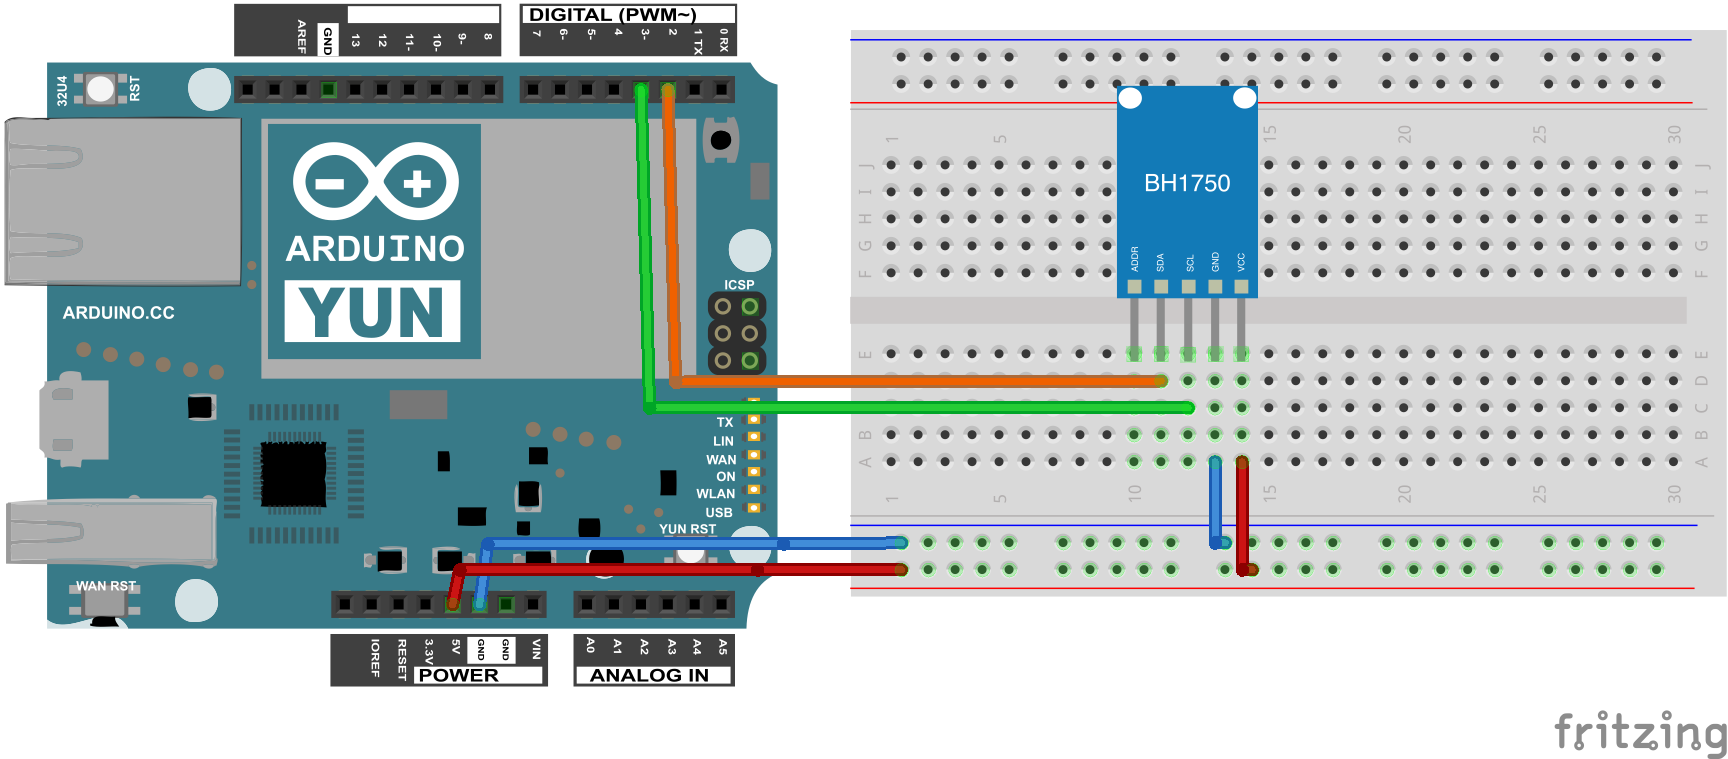 DIGITAL (PWM~)
AREF
GND
13
12
11-
10-
9-
8
7
6-
5-
4
3-
2
1 TX
0 RX
32U4
RST
ARDUINO
YUN
ICSP
ARDUINO.CC
TX
LIN
WAN
ON
WLAN
USB
YUN RST
WAN RST
IOREF
RESET
3.3V
5V
GND
GND
VIN
POWER
A0
A1
A2
A3
A4
A5
ANALOG IN
BH1750
ADDR
SDA
SCL
GND
VCC
1
5
15
20
25
30
J
J
I
I
H
H
G
G
F
F
E
E
D
D
C
C
B
B
A
A
1
5
10
15
20
25
30
fritzing